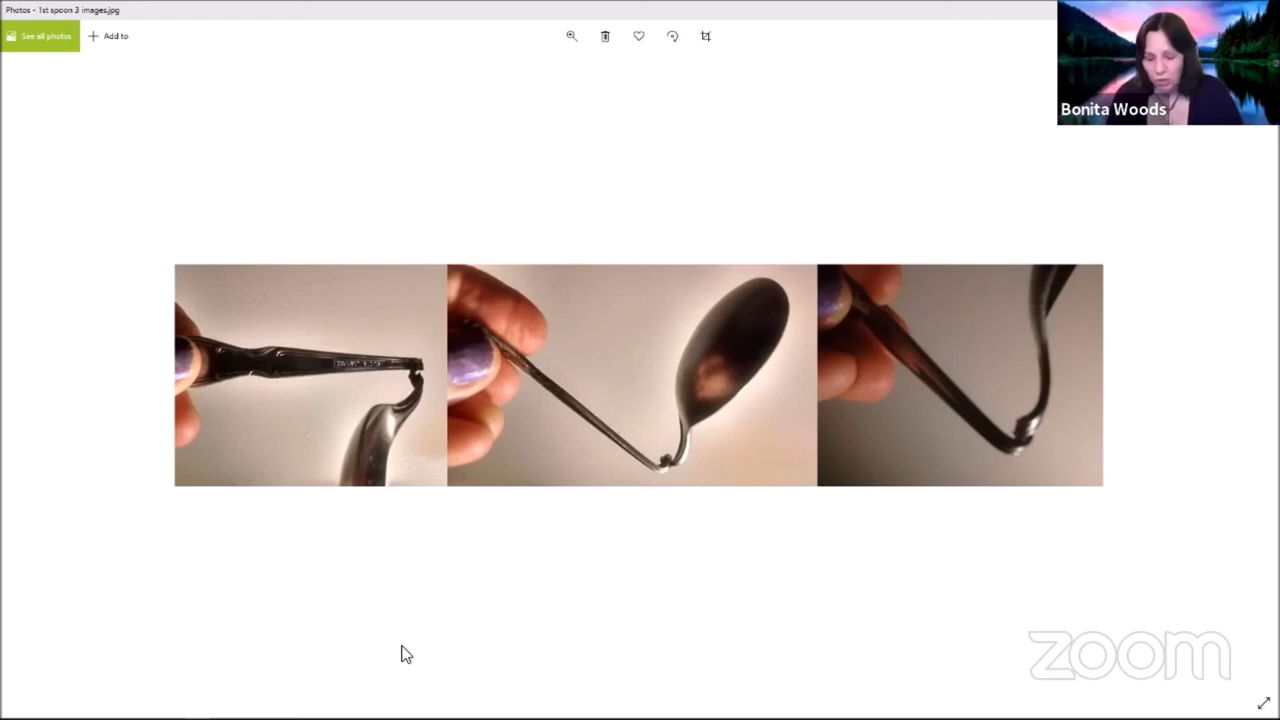 Photos - 1st spoon 3 images.jpg
See all photos
Add to
Bonita Woods
zoom